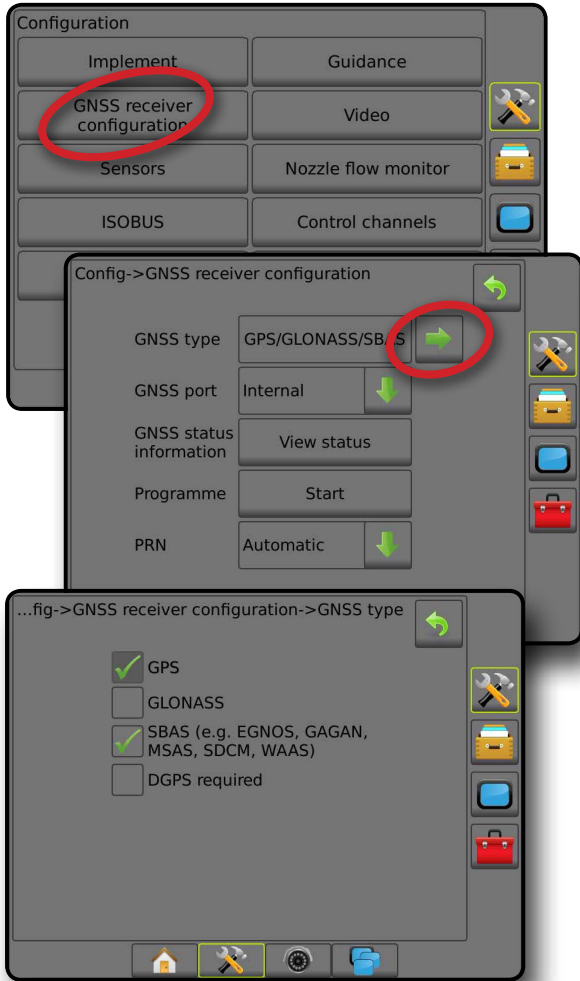 Configuration
Implement
Guidance
GNSS receiver
configuration
Video
Sensors
Nozzle flow monitor
ISOBUS
Control channels
Config->GNSS receiver configuration
GNSS type
GPS/GLONASS/SBAS
GNSS port
Internal
GNSS status
information
View status
Programme
Start
PRN
Automatic
...fig->GNSS receiver configuration->GNSS type
GPS
GLONASS
SBAS (e.g. EGNOS, GAGAN,
MSAS, SDCM, WAAS)
DGPS required